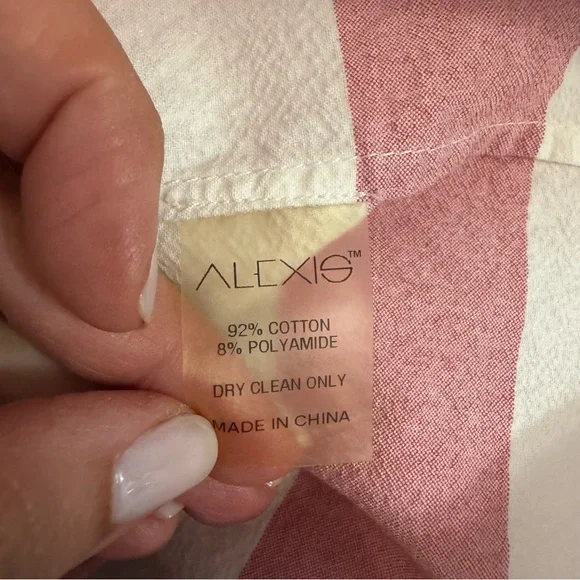 ALEXIS™
92% COTTON
8% POLYAMIDE
DRY CLEAN ONLY
MADE IN CHINA